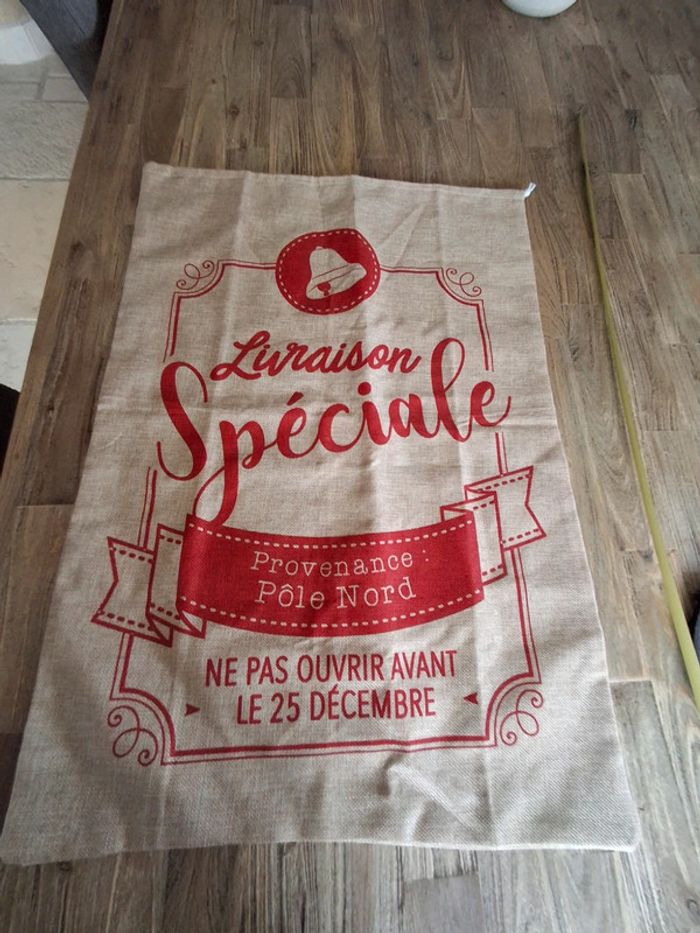 Livraison
Spéciale
Provenance :
Pôle Nord
NE PAS OUVRIR AVANT
LE 25 DÉCEMBRE